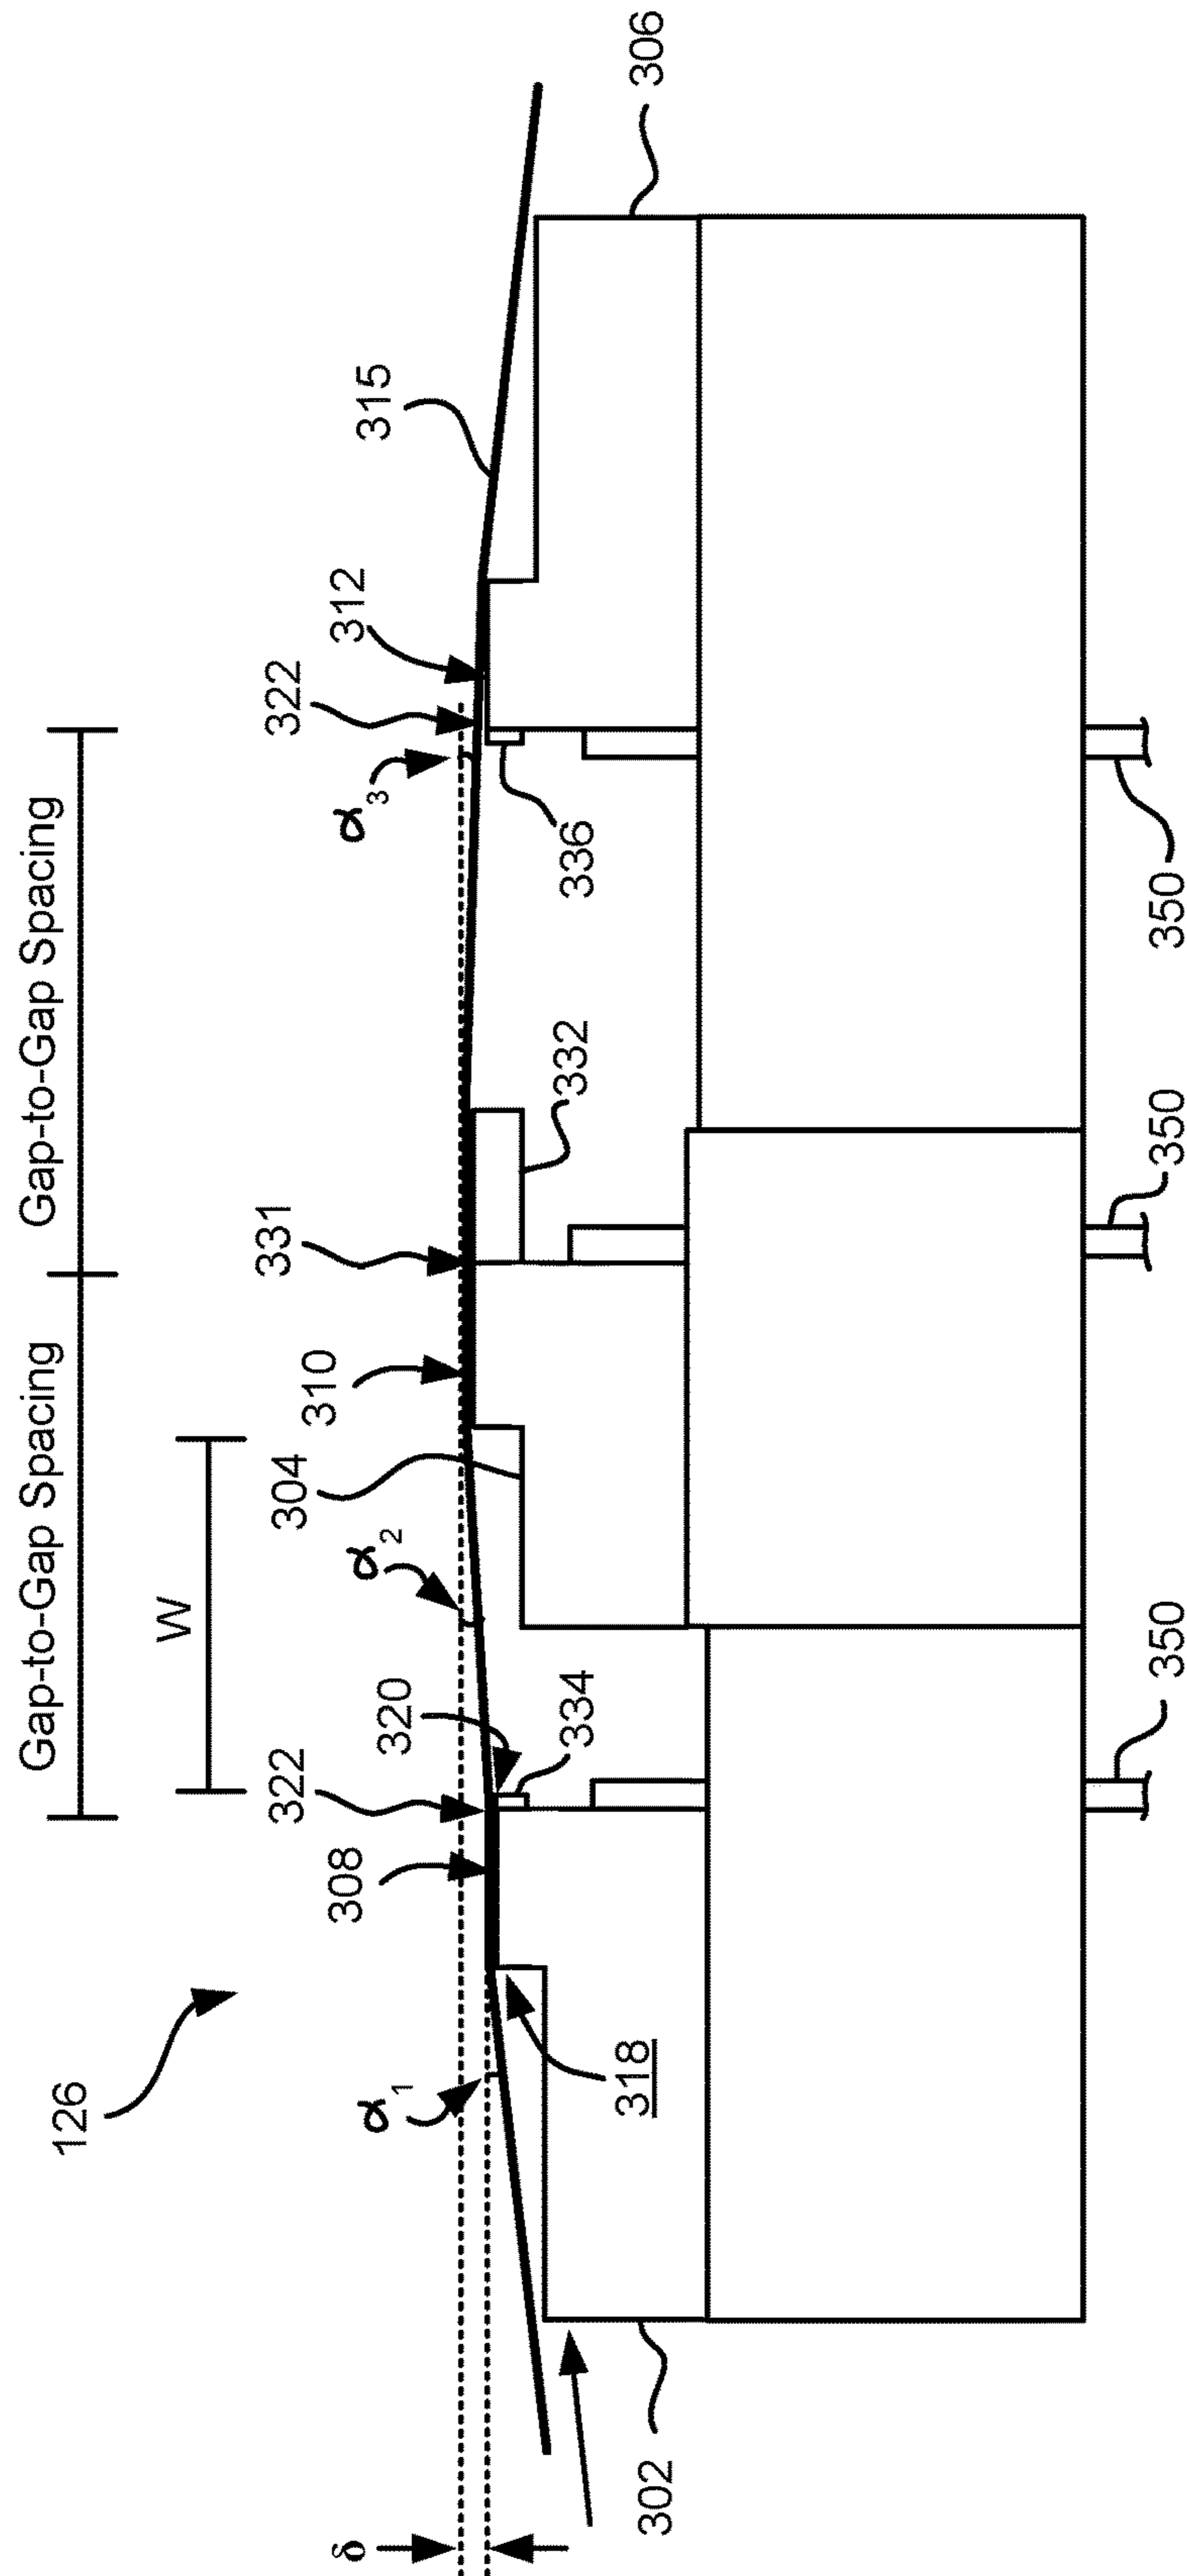 Gap-to-Gap Spacing
Gap-to-Gap Spacing
W
126
δ
α1
308
322
320
334
α2
304
310
331
332
α3
322
312
315
336
306
318
302
350
350
350